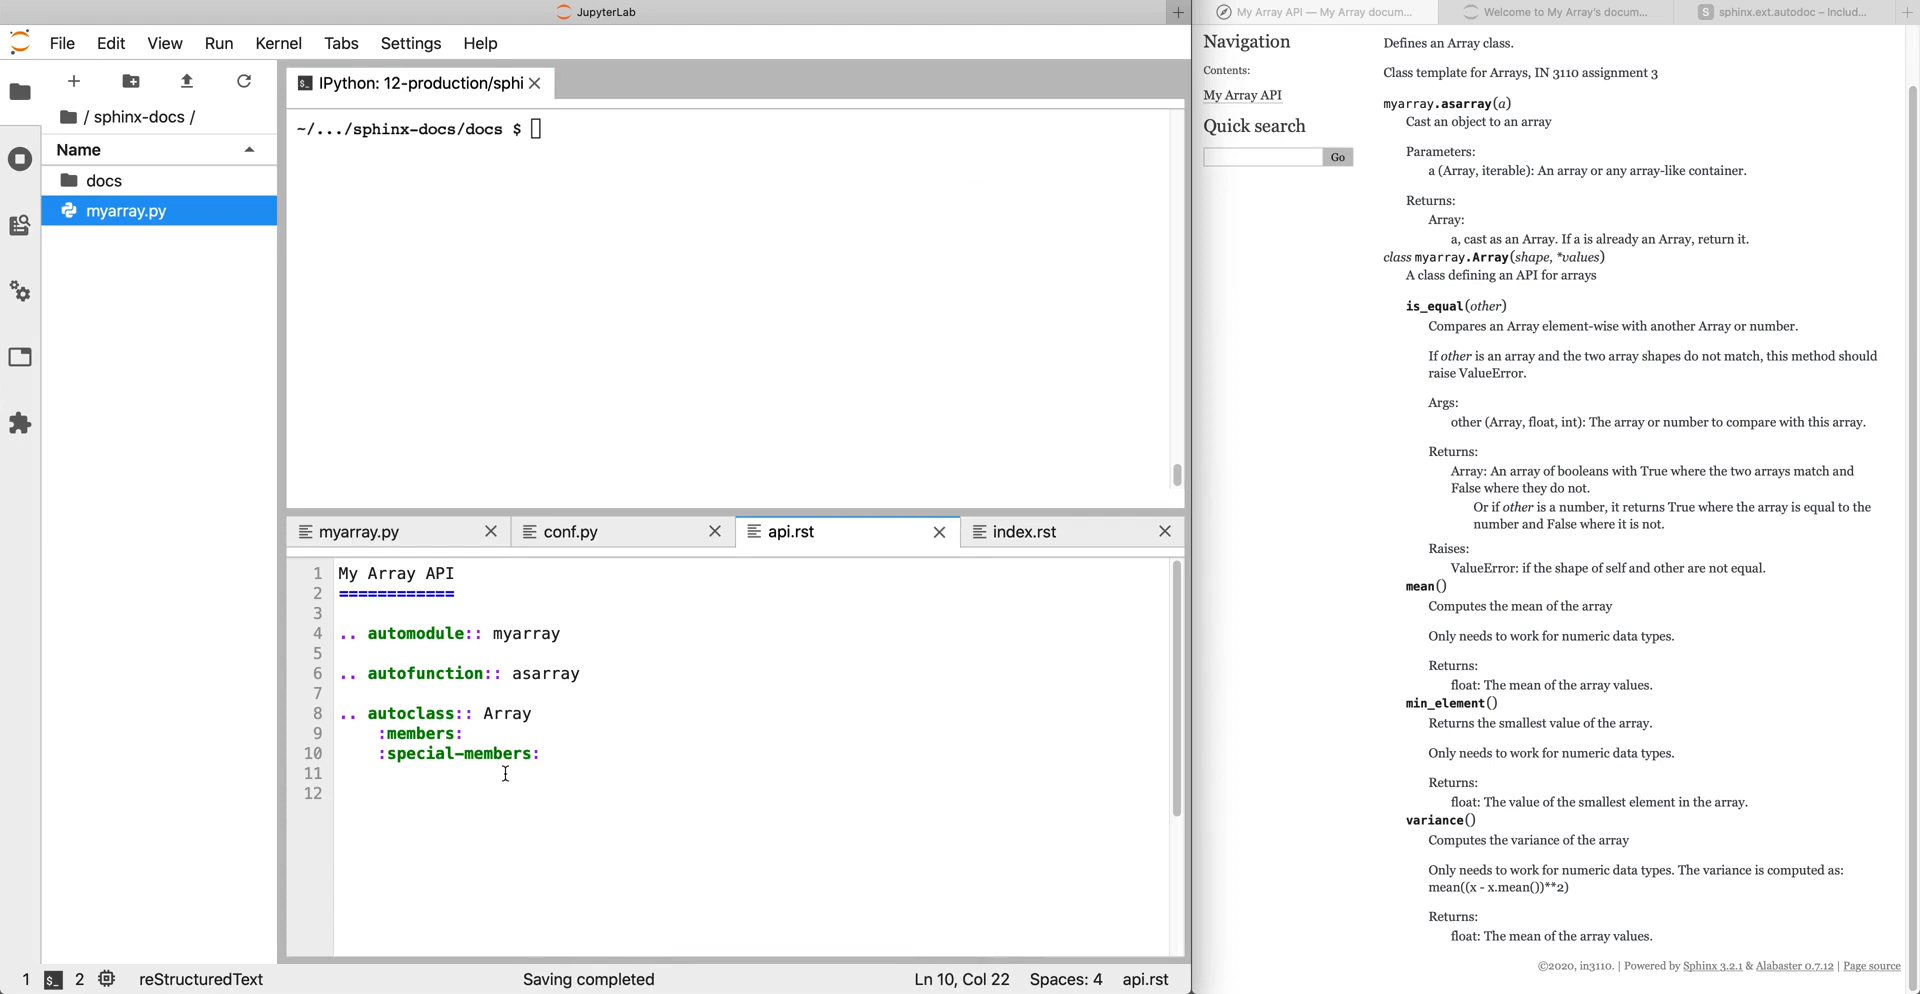 JupyterLab
File Edit View Run Kernel Tabs Settings Help
/ sphinx-docs /
Name
docs
myarray.py
IPython: 12-production/sphi
~/.../sphinx-docs/docs $
myarray.py
conf.py
api.rst
index.rst
1 My Array API
2 ============
3
4 .. automodule:: myarray
5
6 .. autofunction:: asarray
7
8 .. autoclass:: Array
9 :members:
10 :special-members:
11
12
1 2 reStructuredText Saving completed Ln 10, Col 22 Spaces: 4 api.rst
My Array API — My Array docum...
Welcome to My Array's docum...
S sphinx.ext.autodoc – Includ...
Navigation
Contents:
My Array API
Quick search
Go
Defines an Array class.
Class template for Arrays, IN 3110 assignment 3
myarray.asarray(a)
Cast an object to an array
Parameters:
a (Array, iterable): An array or any array-like container.
Returns:
Array:
a, cast as an Array. If a is already an Array, return it.
class myarray.Array(shape, *values)
A class defining an API for arrays
is_equal(other)
Compares an Array element-wise with another Array or number.
If other is an array and the two array shapes do not match, this method should
raise ValueError.
Args:
other (Array, float, int): The array or number to compare with this array.
Returns:
Array: An array of booleans with True where the two arrays match and
False where they do not.
Or if other is a number, it returns True where the array is equal to the
number and False where it is not.
Raises:
ValueError: if the shape of self and other are not equal.
mean()
Computes the mean of the array
Only needs to work for numeric data types.
Returns:
float: The mean of the array values.
min_element()
Returns the smallest value of the array.
Only needs to work for numeric data types.
Returns:
float: The value of the smallest element in the array.
variance()
Computes the variance of the array
Only needs to work for numeric data types. The variance is computed as:
mean((x - x.mean())**2)
Returns:
float: The mean of the array values.
©2020, in3110. | Powered by Sphinx 3.2.1 & Alabaster 0.7.12 | Page source